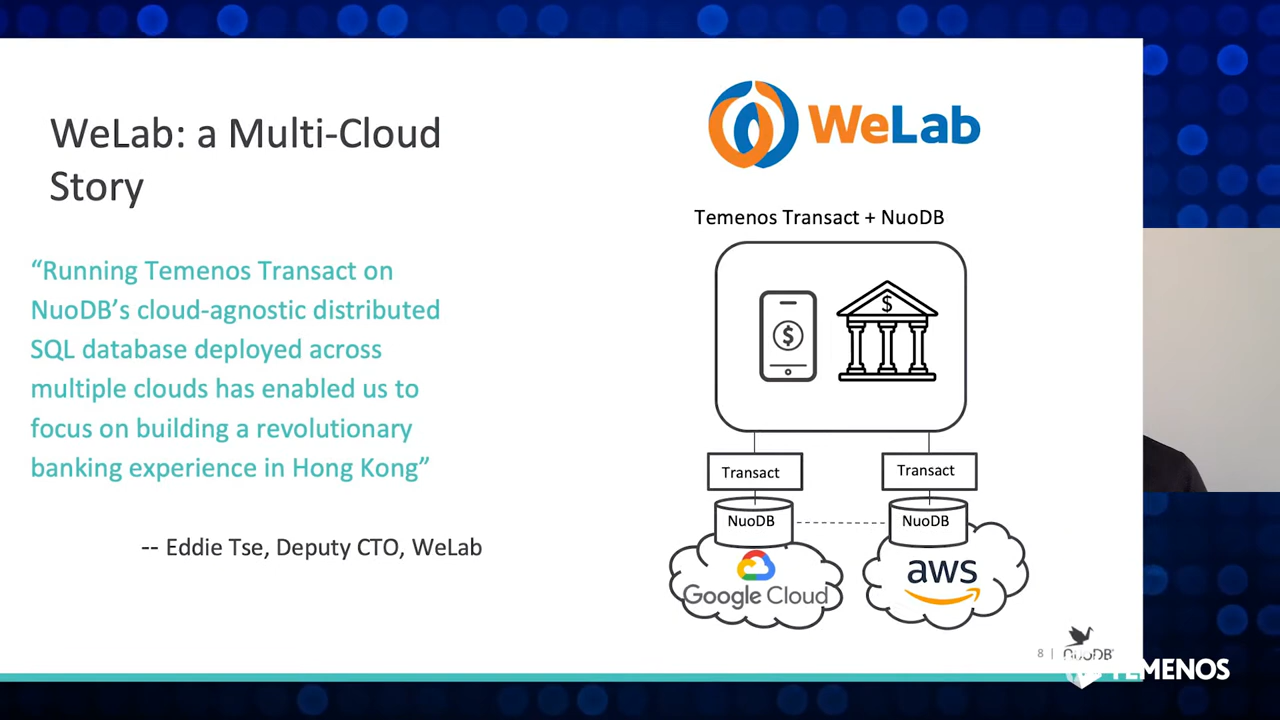 WeLab: a Multi-Cloud
Story
“Running Temenos Transact on
NuoDB’s cloud-agnostic distributed
SQL database deployed across
multiple clouds has enabled us to
focus on building a revolutionary
banking experience in Hong Kong”
-- Eddie Tse, Deputy CTO, WeLab
WeLab
Temenos Transact + NuoDB
$
$
Transact
Transact
NuoDB
NuoDB
Google Cloud
aws
8 |
NUODB
TEMENOS